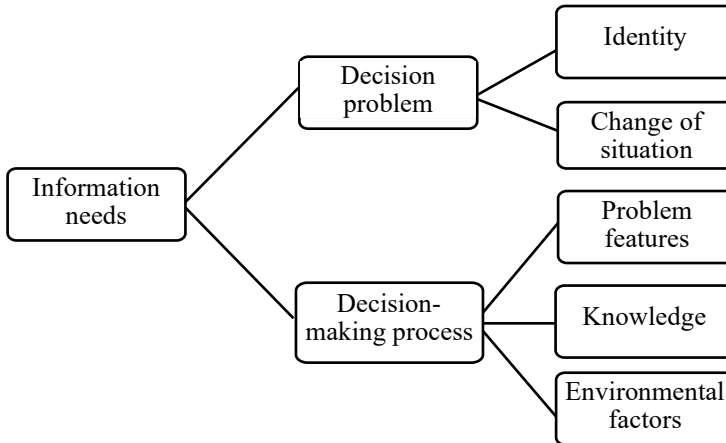 Identity
Decision
problem
Change of
situation
Information
needs
Problem
features
Decision-
making process
Knowledge
Environmental
factors